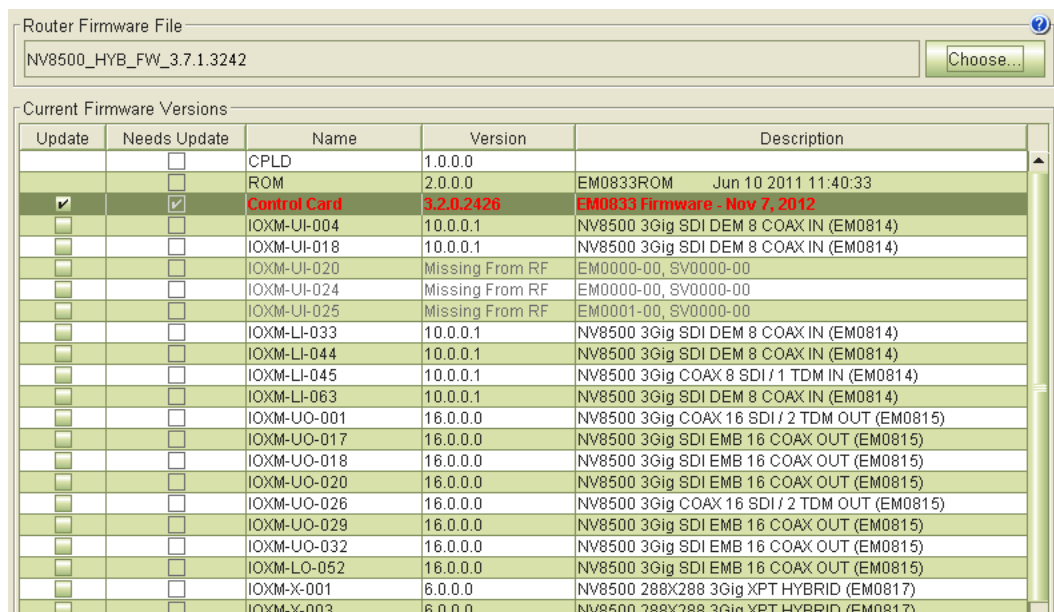 Router Firmware File
NV8500_HYB_FW_3.7.1.3242 Choose...
Current Firmware Versions
Update Needs Update Name Version Description
CPLD 1.0.0.0
ROM 2.0.0.0 EM0833ROM Jun 10 2011 11:40:33
Control Card 3.2.0.2426 EM0833 Firmware - Nov 7, 2012
IOXM-UI-004 10.0.0.1 NV8500 3Gig SDI DEM 8 COAX IN (EM0814)
IOXM-UI-018 10.0.0.1 NV8500 3Gig SDI DEM 8 COAX IN (EM0814)
IOXM-UI-020 Missing From RF EM0000-00, SV0000-00
IOXM-UI-024 Missing From RF EM0000-00, SV0000-00
IOXM-UI-025 Missing From RF EM0001-00, SV0000-00
IOXM-LI-033 10.0.0.1 NV8500 3Gig SDI DEM 8 COAX IN (EM0814)
IOXM-LI-044 10.0.0.1 NV8500 3Gig SDI DEM 8 COAX IN (EM0814)
IOXM-LI-045 10.0.0.1 NV8500 3Gig COAX 8 SDI / 1 TDM IN (EM0814)
IOXM-LI-063 10.0.0.1 NV8500 3Gig SDI DEM 8 COAX IN (EM0814)
IOXM-UO-001 16.0.0.0 NV8500 3Gig COAX 16 SDI / 2 TDM OUT (EM0815)
IOXM-UO-017 16.0.0.0 NV8500 3Gig SDI EMB 16 COAX OUT (EM0815)
IOXM-UO-018 16.0.0.0 NV8500 3Gig SDI EMB 16 COAX OUT (EM0815)
IOXM-UO-020 16.0.0.0 NV8500 3Gig SDI EMB 16 COAX OUT (EM0815)
IOXM-UO-026 16.0.0.0 NV8500 3Gig COAX 16 SDI / 2 TDM OUT (EM0815)
IOXM-UO-029 16.0.0.0 NV8500 3Gig SDI EMB 16 COAX OUT (EM0815)
IOXM-UO-032 16.0.0.0 NV8500 3Gig SDI EMB 16 COAX OUT (EM0815)
IOXM-LO-052 16.0.0.0 NV8500 3Gig SDI EMB 16 COAX OUT (EM0815)
IOXM-X-001 6.0.0.0 NV8500 288X288 3Gig XPT HYBRID (EM0817)
IOXM-X-003 6.0.0.0 NV8500 288X288 3Gig XPT HYBRID (EM0817)